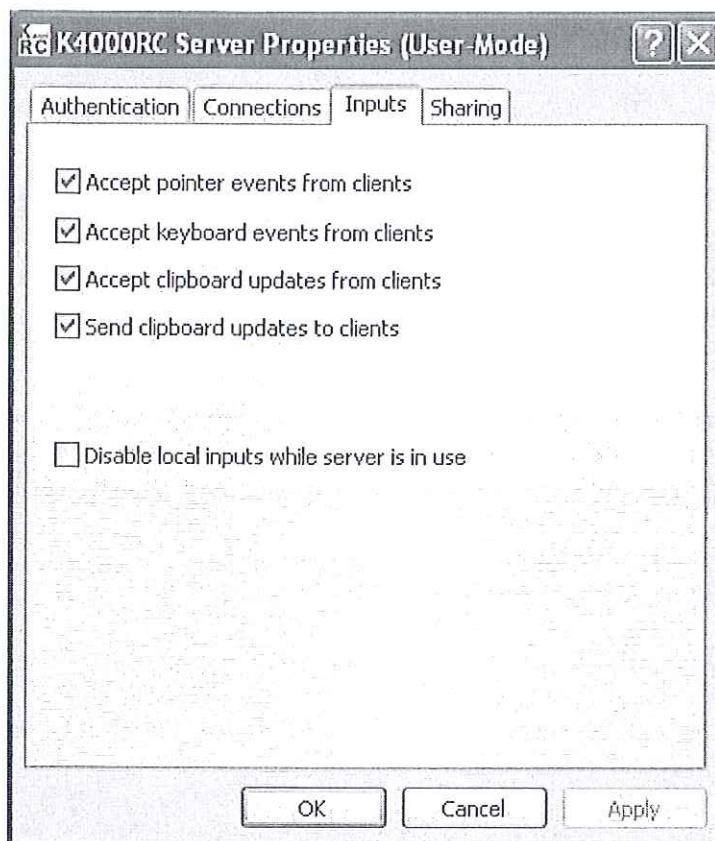 K
RC K4000RC Server Properties (User-Mode) ? X
Authentication Connections Inputs Sharing
Accept pointer events from clients
Accept keyboard events from clients
Accept clipboard updates from clients
Send clipboard updates to clients
Disable local inputs while server is in use
OK Cancel Apply